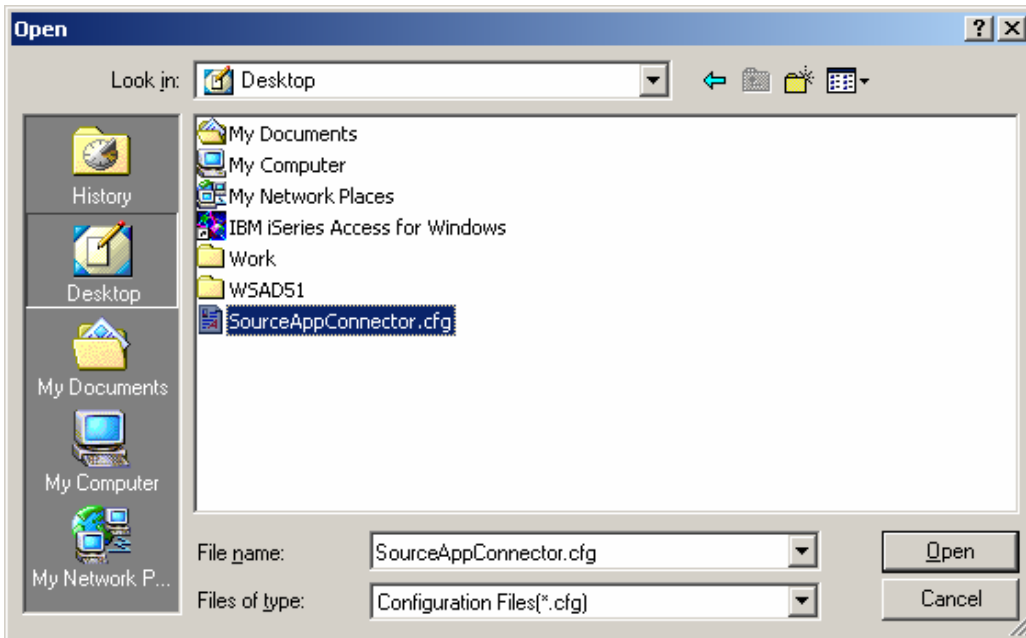 Open
Look in:
Desktop
History
Desktop
My Documents
My Computer
My Network P...
My Documents
My Computer
My Network Places
IBM iSeries Access for Windows
Work
WSAD51
SourceAppConnector.cfg
File name:
SourceAppConnector.cfg
Open
Files of type:
Configuration Files(*.cfg)
Cancel